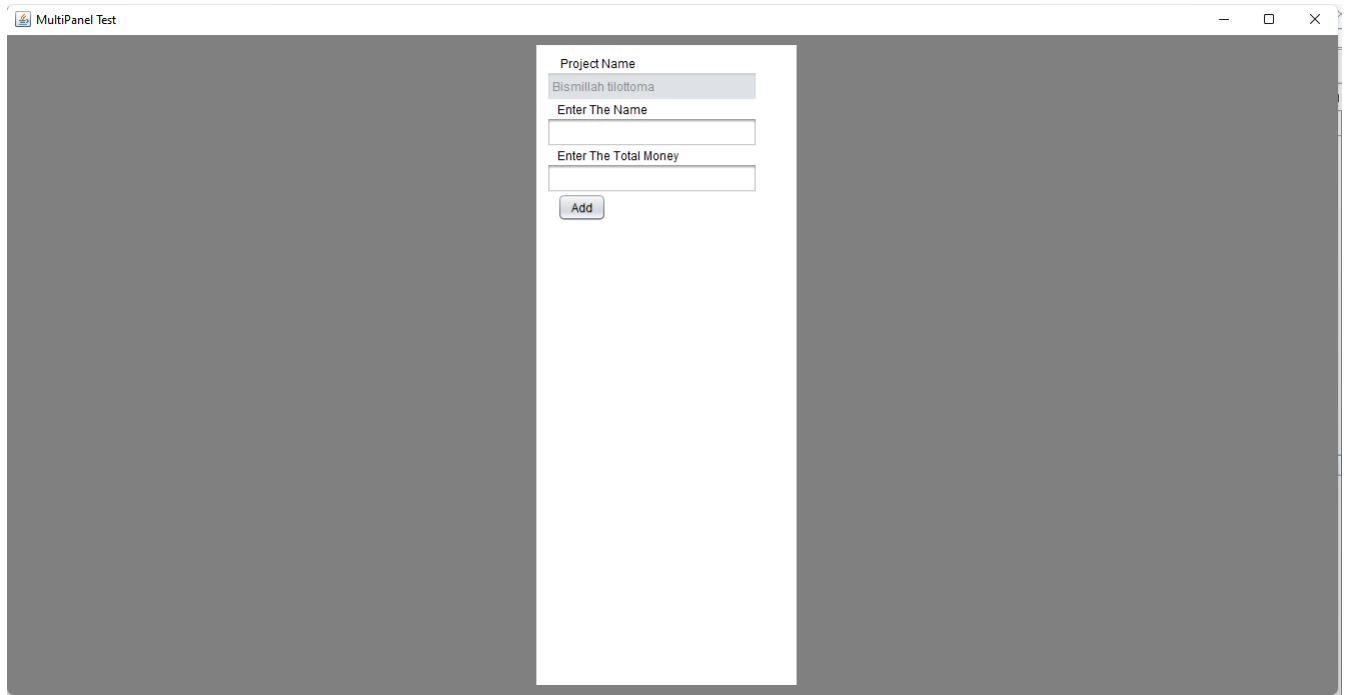 MultiPanel Test
Project Name
Bismillah tilottoma
Enter The Name
Enter The Total Money
Add